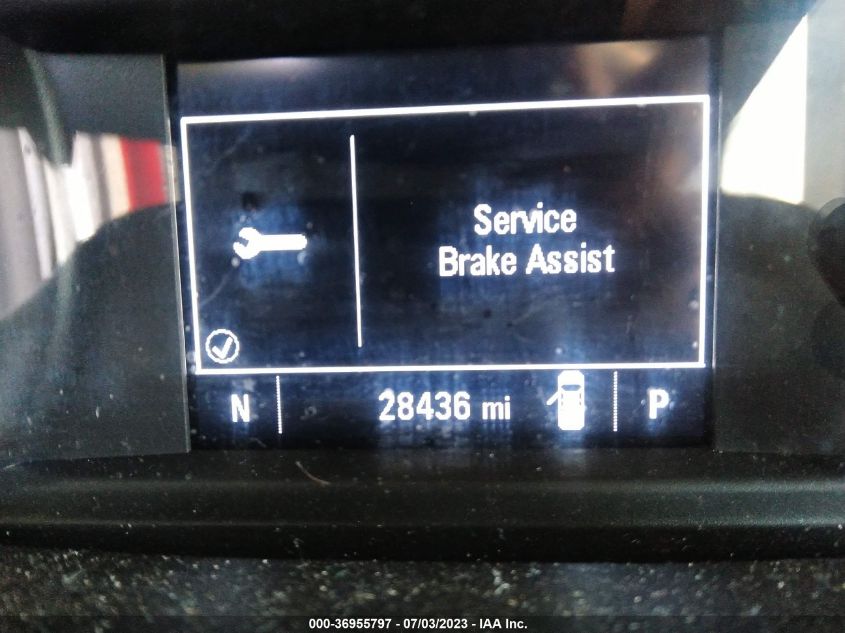 Service
Brake Assist
N 28436 mi P
000-36955797 - 07/03/2023 - IAA Inc.